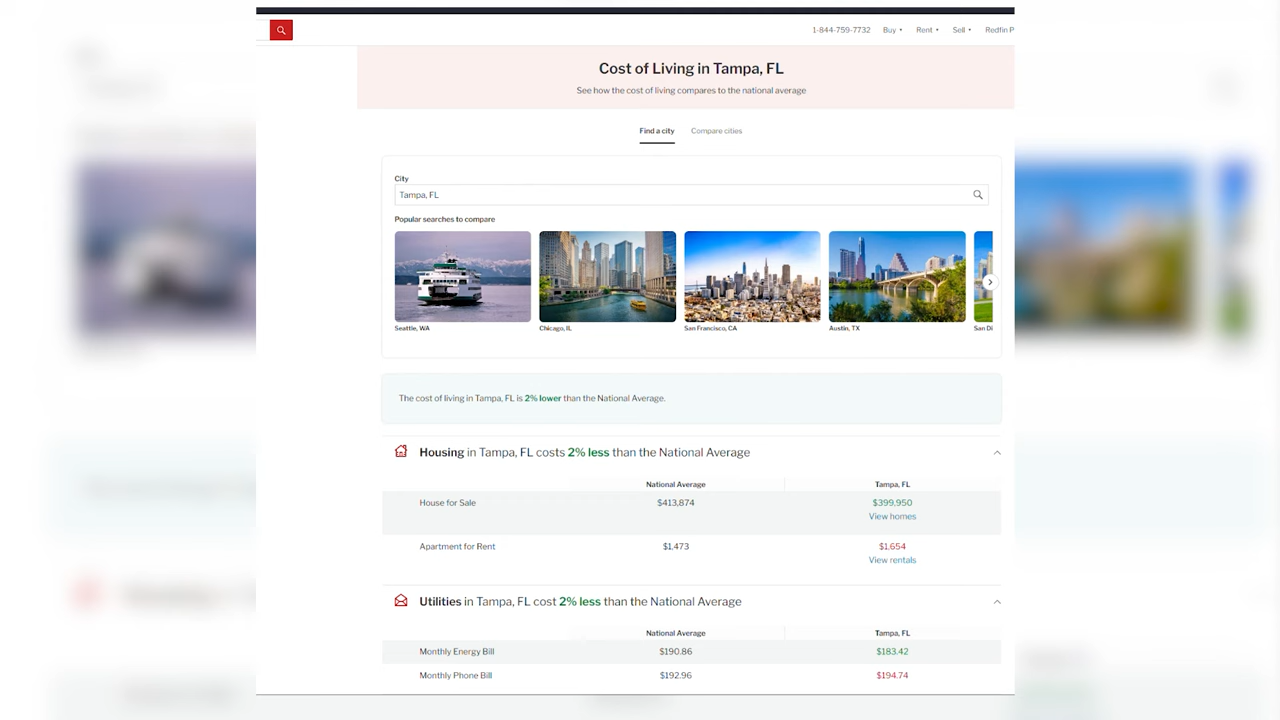 1-844-759-7732 Buy Rent Sell Redfin P
Cost of Living in Tampa, FL
See how the cost of living compares to the national average
Find a city Compare cities
City
Tampa, FL
Popular searches to compare
Seattle, WA Chicago, IL San Francisco, CA Austin, TX San Di
The cost of living in Tampa, FL is 2% lower than the National Average.
Housing in Tampa, FL costs 2% less than the National Average
National Average Tampa, FL
House for Sale $413,874 $399,950
View homes
Apartment for Rent $1,473 $1,654
View rentals
Utilities in Tampa, FL cost 2% less than the National Average
National Average Tampa, FL
Monthly Energy Bill $190.86 $183.42
Monthly Phone Bill $192.96 $194.74